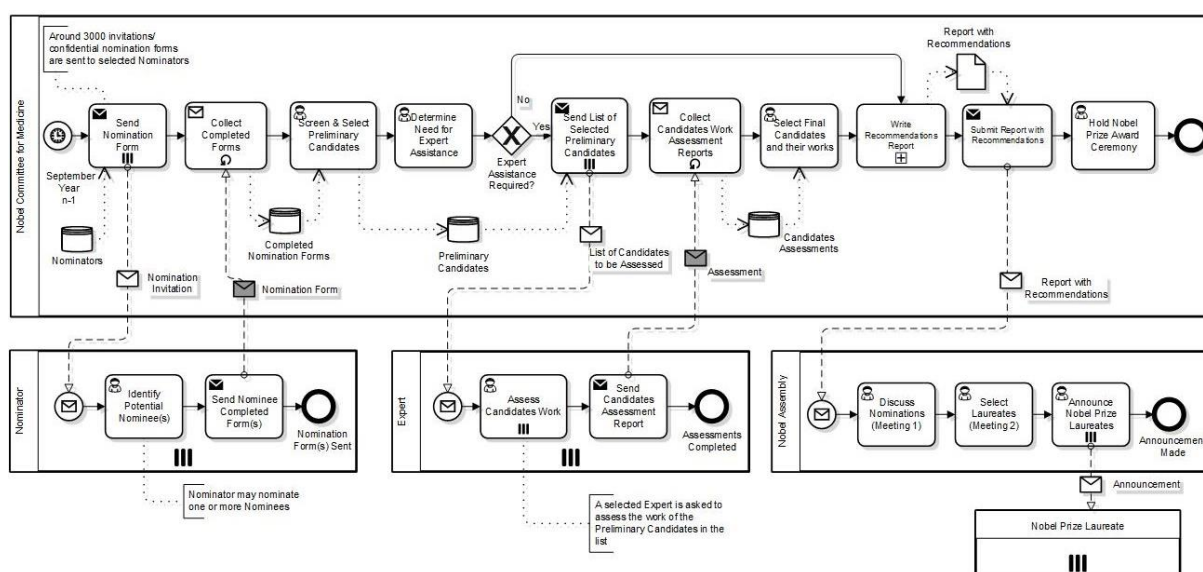 Nobel Committee for Medicine
Around 3000 invitations/
confidential nomination forms
are sent to selected Nominators
September
Year
n-1
Send
Nomination
Form
Collect
Completed
Forms
Screen & Select
Preliminary
Candidates
Determine
Need for
Expert
Assistance
No
Yes
Expert
Assistance
Required?
Send List of
Selected
Preliminary
Candidates
Collect
Candidates Work
Assessment
Reports
Select Final
Candidates
and their works
Write
Recommendations
Report
Report with
Recommendations
Submit Report with
Recommendations
Hold Nobel
Prize Award
Ceremony
Nominators
Completed
Nomination Forms
Preliminary
Candidates
Candidates
Assessments
Nomination
Invitation
Nomination Form
List of Candidates
to be Assessed
Assessment
Report with
Recommendations
Nominator
Identify
Potential
Nominee(s)
Send Nominee
Completed
Form(s)
Nomination
Form(s) Sent
Nominator may nominate
one or more Nominees
Expert
Assess
Candidates Work
Send
Candidates
Assessment
Report
Assessments
Completed
A selected Expert is asked to
assess the work of the
Preliminary Candidates in the
list
Nobel Assembly
Discuss
Nominations
(Meeting 1)
Select
Laureates
(Meeting 2)
Announce
Nobel Prize
Laureates
Announcement
Made
Announcement
Nobel Prize Laureate